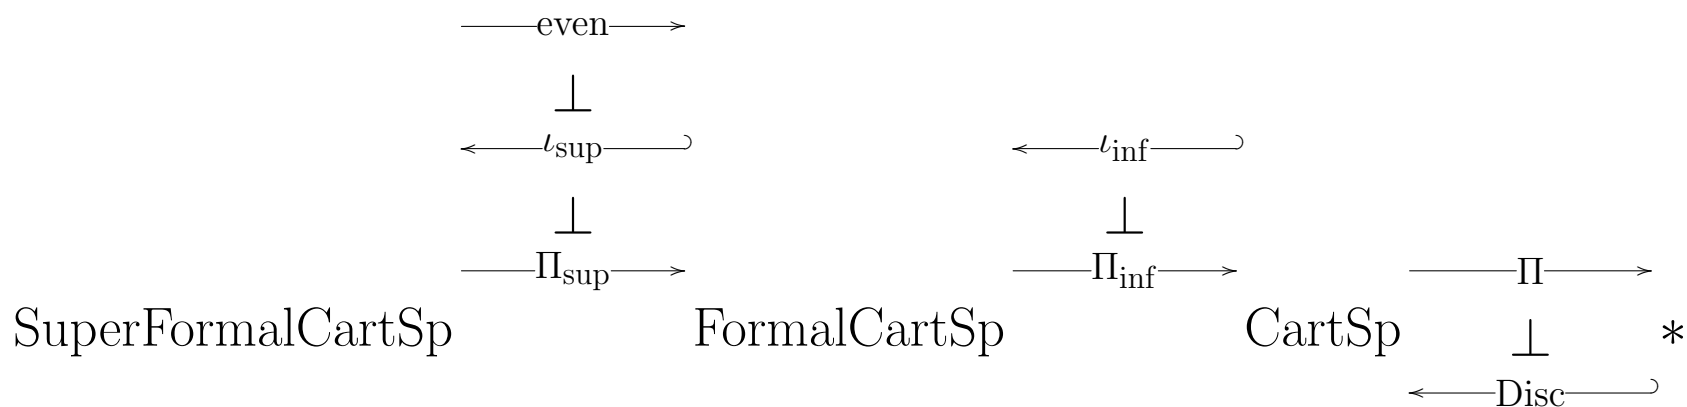 even
⊥
ι_sup ι_inf
⊥ ⊥
Π_sup Π_inf Π
SuperFormalCartSp FormalCartSp CartSp ⊥ *
Disc